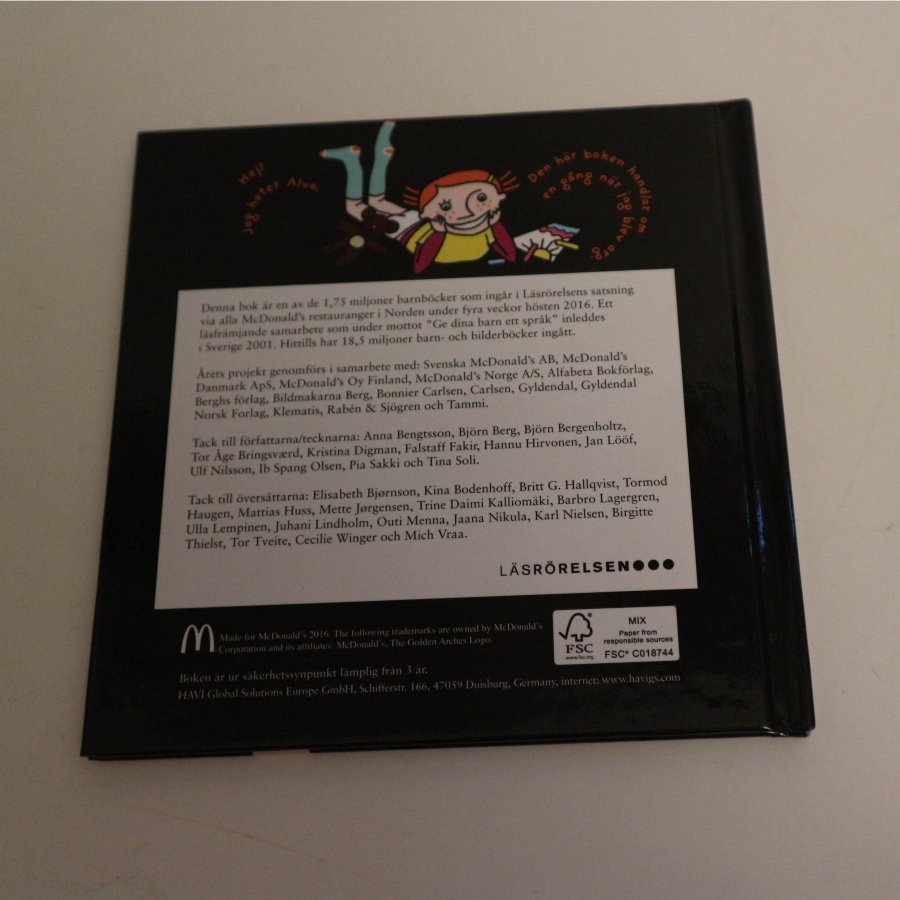 Hej!
Jag heter Alva.
Den här boken handlar om
en gång när jag blev arg.
Denna bok är en av de 1,75 miljoner barnböcker som ingår i Läsrörelsens satsning
via alla McDonald's restauranger i Norden under fyra veckor hösten 2016. Ett
läsfrämjande samarbete som under mottot "Ge dina barn ett språk" inleddes
i Sverige 2001. Hittills har 18,5 miljoner barn- och bilderböcker ingått.
Årets projekt genomförs i samarbete med: Svenska McDonald's AB, McDonald's
Danmark ApS, McDonald's Oy Finland, McDonald's Norge A/S, Alfabeta Bokförlag,
Berghs förlag, Bildmakarna Berg, Bonnier Carlsen, Carlsen, Gyldendal, Gyldendal
Norsk Forlag, Klematis, Rabén & Sjögren och Tammi.
Tack till författarna/tecknarna: Anna Bengtsson, Björn Berg, Björn Bergenholtz,
Tor Åge Bringsværd, Kristina Digman, Falstaff Fakir, Hannu Hirvonen, Jan Lööf,
Ulf Nilsson, Ib Spang Olsen, Pia Sakki och Tina Soli.
Tack till översättarna: Elisabeth Bjørnson, Kina Bodenhoff, Britt G. Hallqvist, Tormod
Haugen, Mattias Huss, Mette Jørgensen, Trine Daimi Kalliomäki, Barbro Lagergren,
Ulla Lempinen, Juhani Lindholm, Outi Menna, Jaana Nikula, Karl Nielsen, Birgitte
Thielst, Tor Tveite, Cecilie Winger och Mich Vraa.
LÄSRÖRELSEN
Made for McDonald's 2016. The following trademarks are owned by McDonald's
Corporation and its affiliates: McDonald's, The Golden Arches Logo.
FSC
www.fsc.org
MIX
Paper from
responsible sources
FSC® C018744
Boken är ur säkerhetssynpunkt lämplig från 3 år.
HAVI Global Solutions Europe GmbH, Schifferstr. 166, 47059 Duisburg, Germany, internet: www.havigs.com